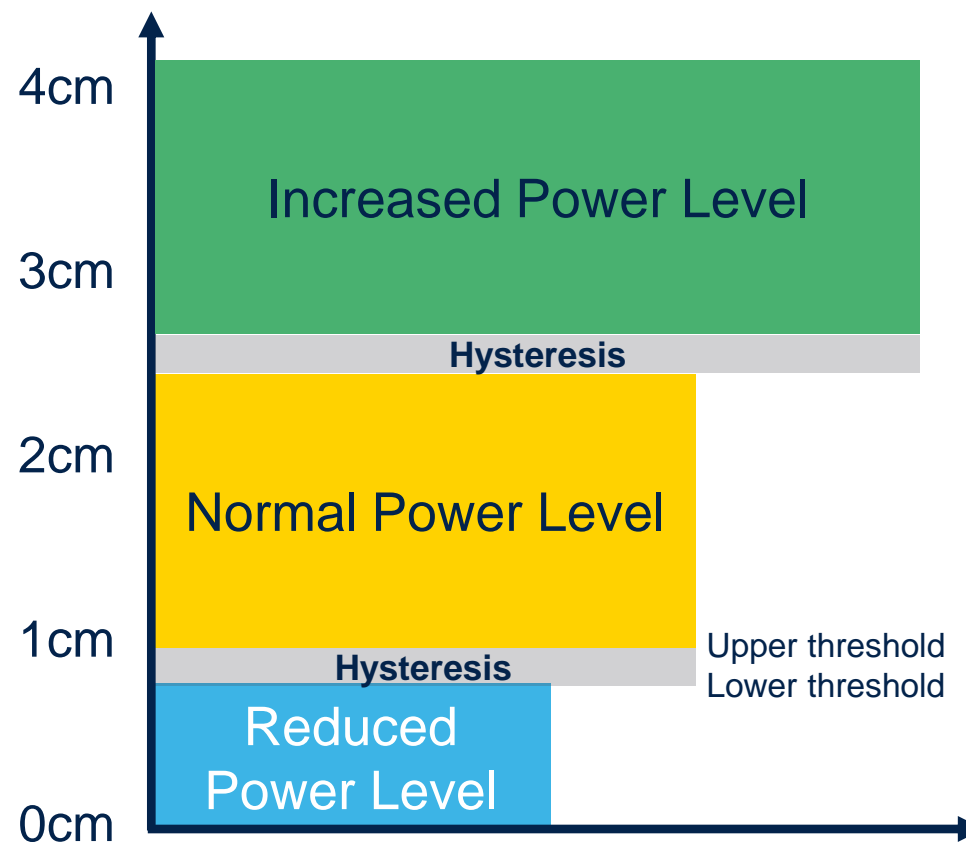 4cm
Increased Power Level
3cm
Hysteresis
2cm
Normal Power Level
1cm
Upper threshold
Hysteresis
Lower threshold
Reduced
Power Level
0cm